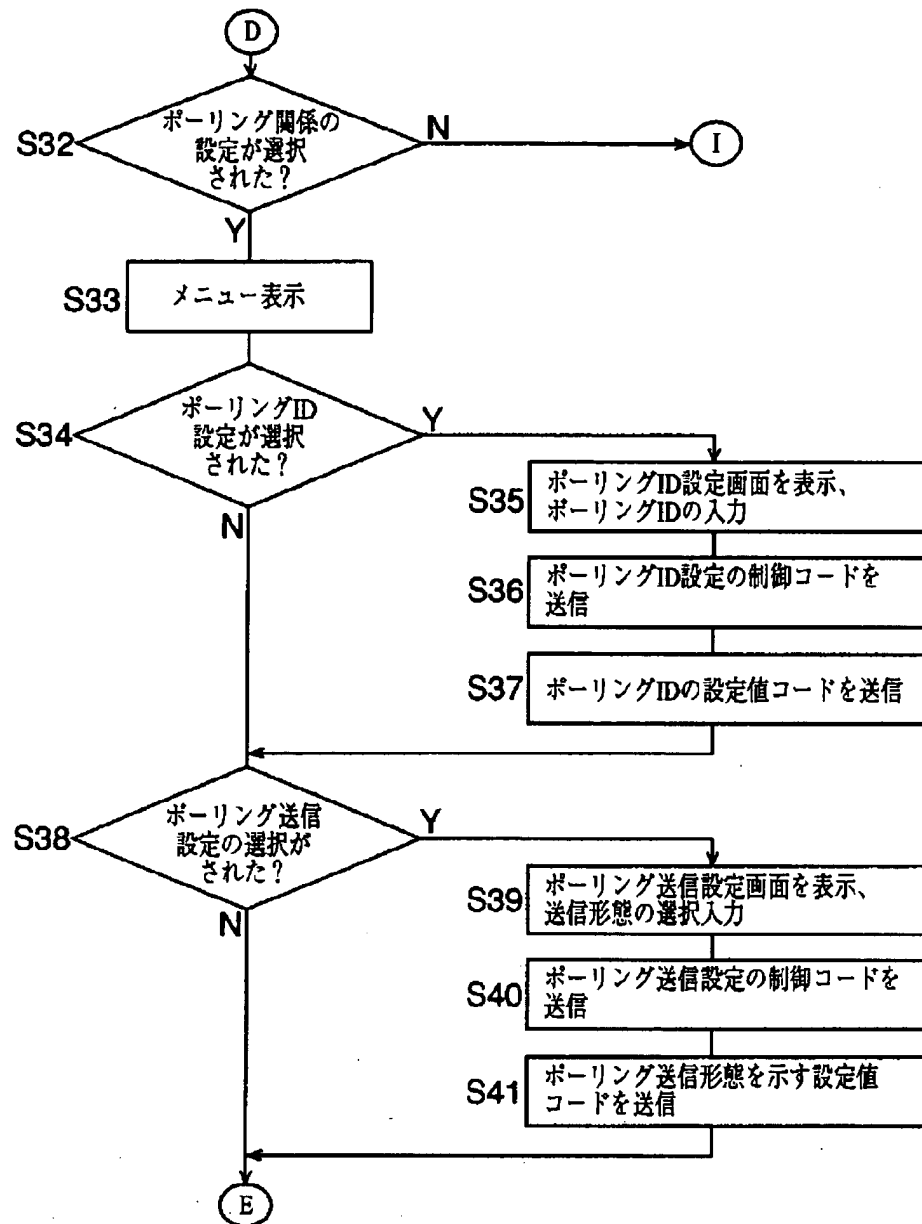 D
ポーリング関係の
設定が選択
された？
S32
N
I
Y
S33
メニュー表示
ポーリングID
設定が選択
された？
S34
Y
N
S35
ポーリングID設定画面を表示、
ポーリングIDの入力
S36
ポーリングID設定の制御コードを
送信
S37
ポーリングIDの設定値コードを送信
ポーリング送信
設定の選択が
された？
S38
Y
N
S39
ポーリング送信設定画面を表示、
送信形態の選択入力
S40
ポーリング送信設定の制御コードを
送信
S41
ポーリング送信形態を示す設定値
コードを送信
E